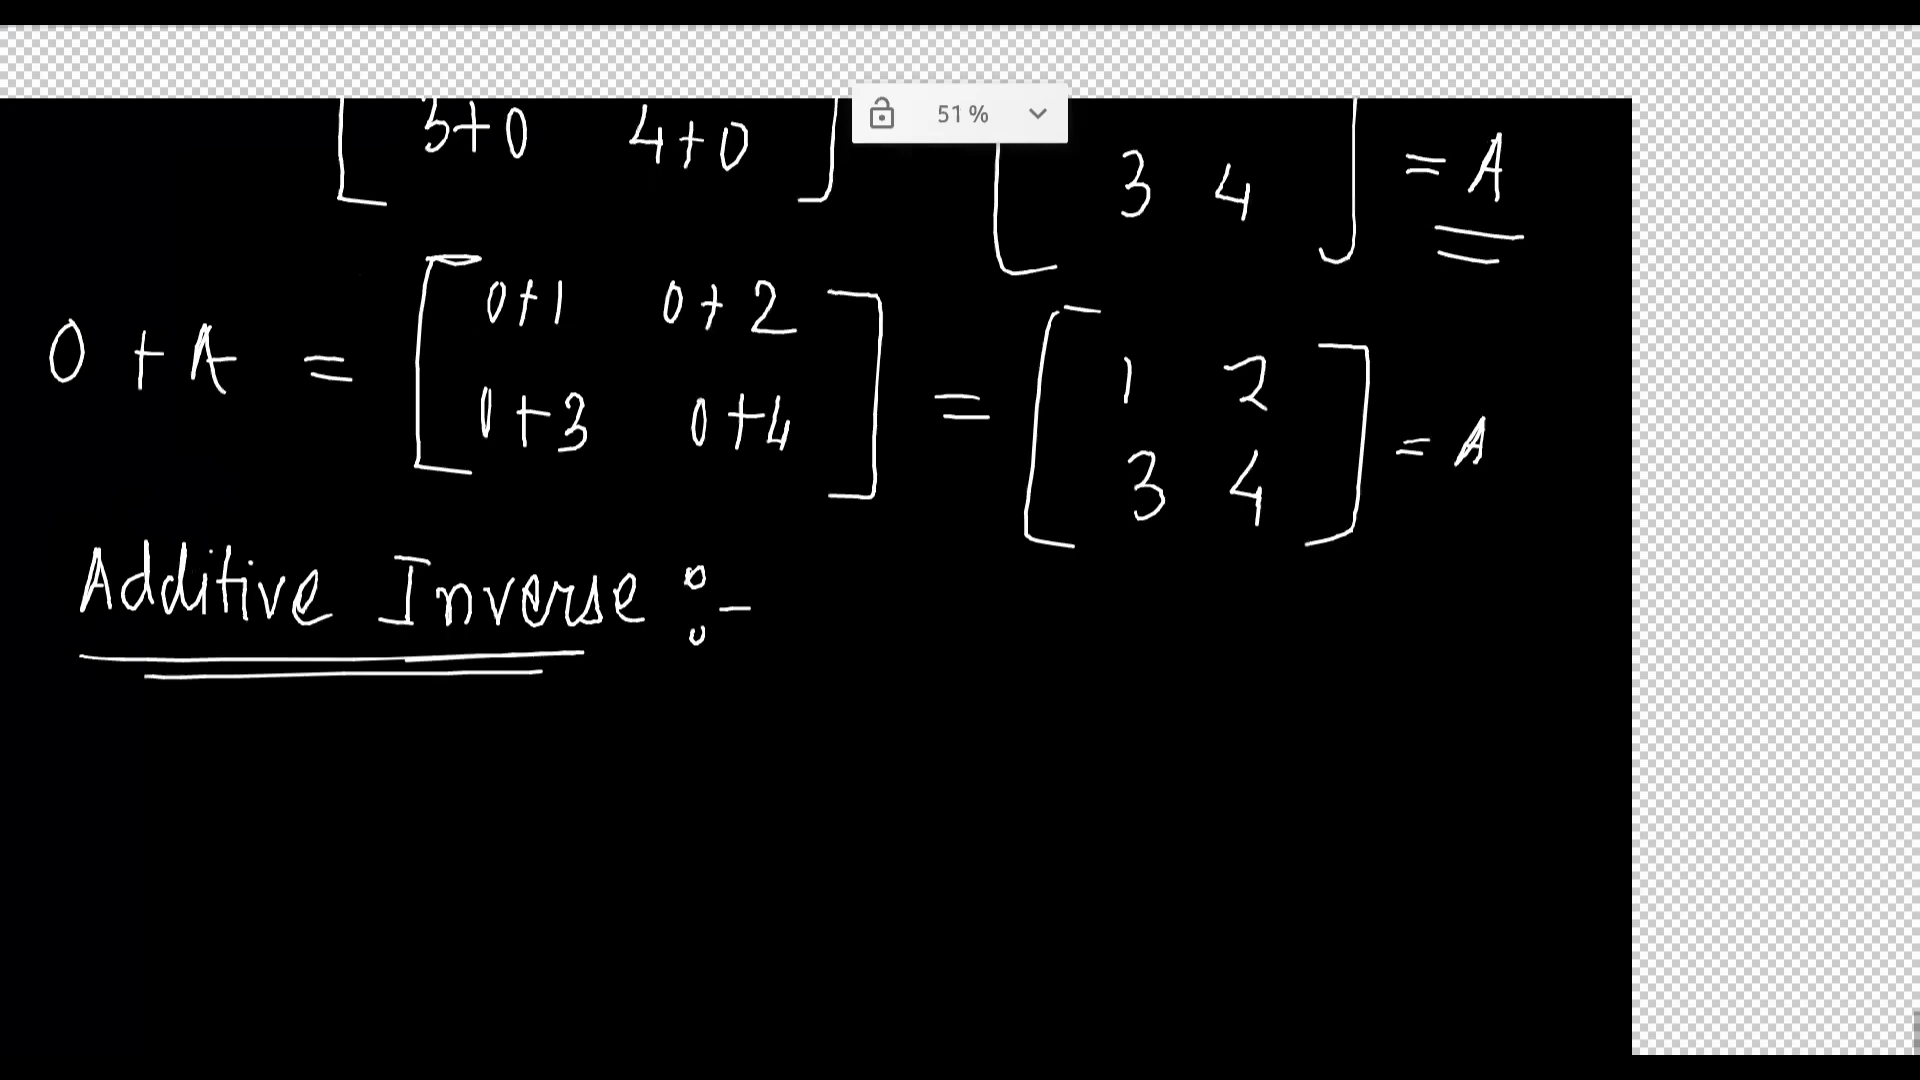 51 %
3+0 4+0
3 4 = A
0 + A = 0+1 0+2 = 1 2 = A
0+3 0+4 3 4
Additive Inverse :-